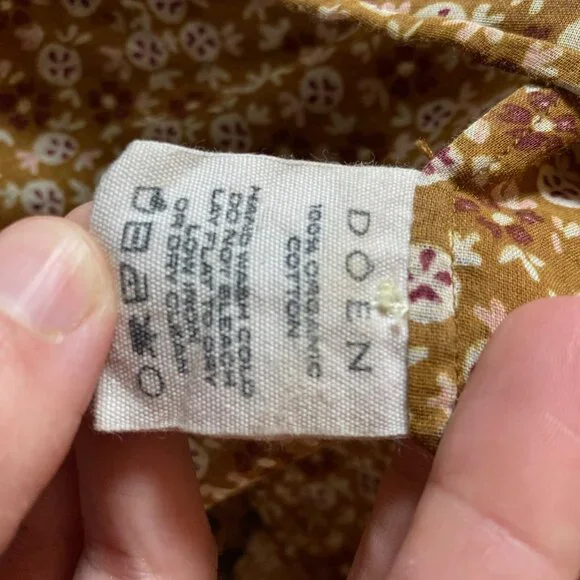 DOEN
100% ORGANIC
COTTON
HAND WASH COLD
DO NOT BLEACH
LAY FLAT TO DRY
LOW IRON
OR DRY CLEAN